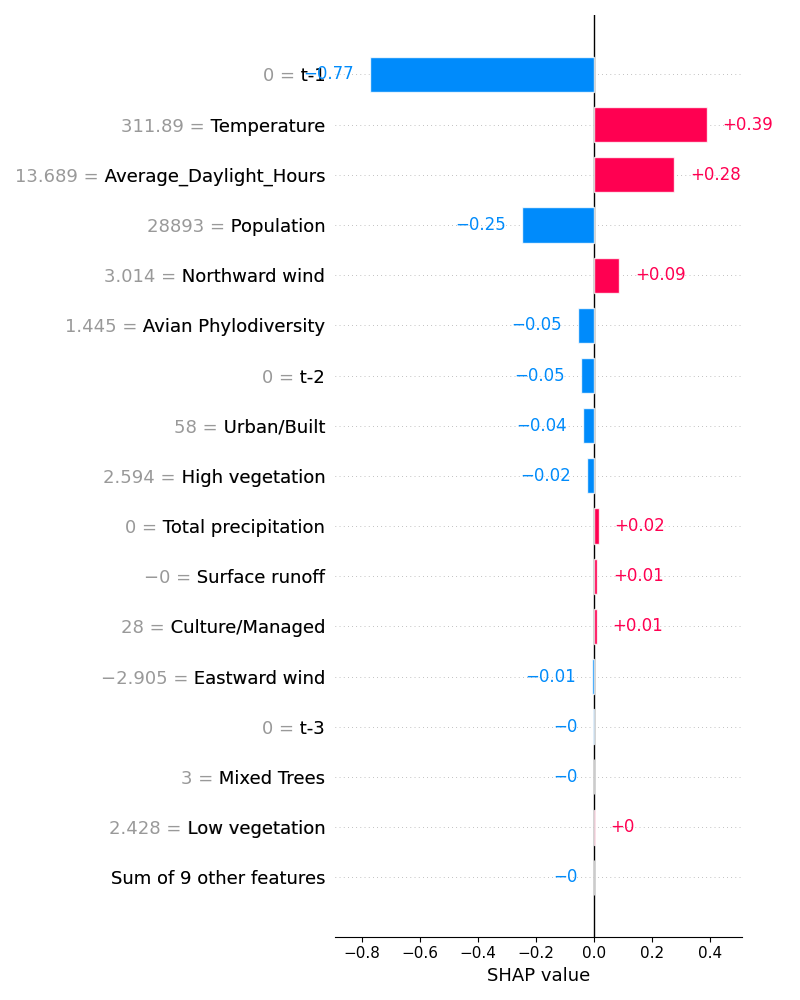 0 = t-1 −0.77
311.89 = Temperature +0.39
13.689 = Average_Daylight_Hours +0.28
28893 = Population −0.25
3.014 = Northward wind +0.09
1.445 = Avian Phylodiversity −0.05
0 = t-2 −0.05
58 = Urban/Built −0.04
2.594 = High vegetation −0.02
0 = Total precipitation +0.02
−0 = Surface runoff +0.01
28 = Culture/Managed +0.01
−2.905 = Eastward wind −0.01
0 = t-3 −0
3 = Mixed Trees −0
2.428 = Low vegetation +0
Sum of 9 other features −0
−0.8 −0.6 −0.4 −0.2 0.0 0.2 0.4
SHAP value